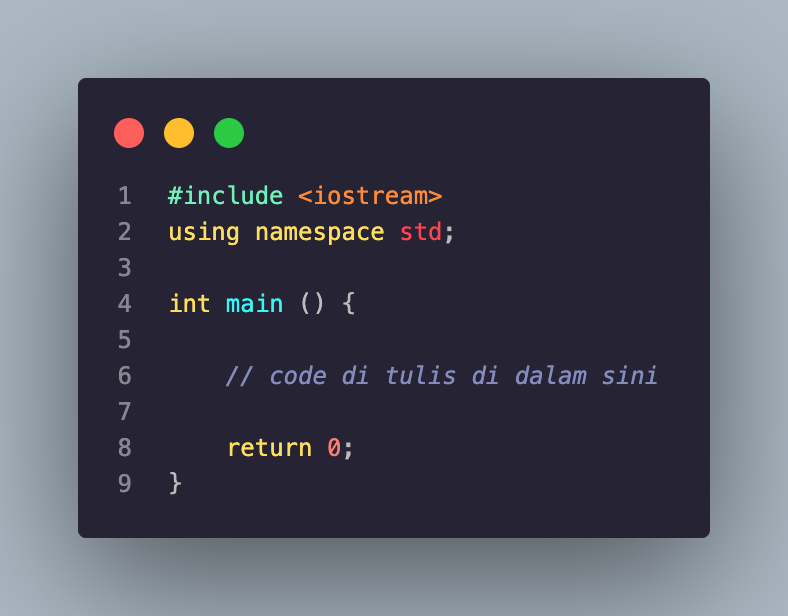 1 #include <iostream>
2 using namespace std;
3
4 int main () {
5
6     // code di tulis di dalam sini
7
8     return 0;
9 }